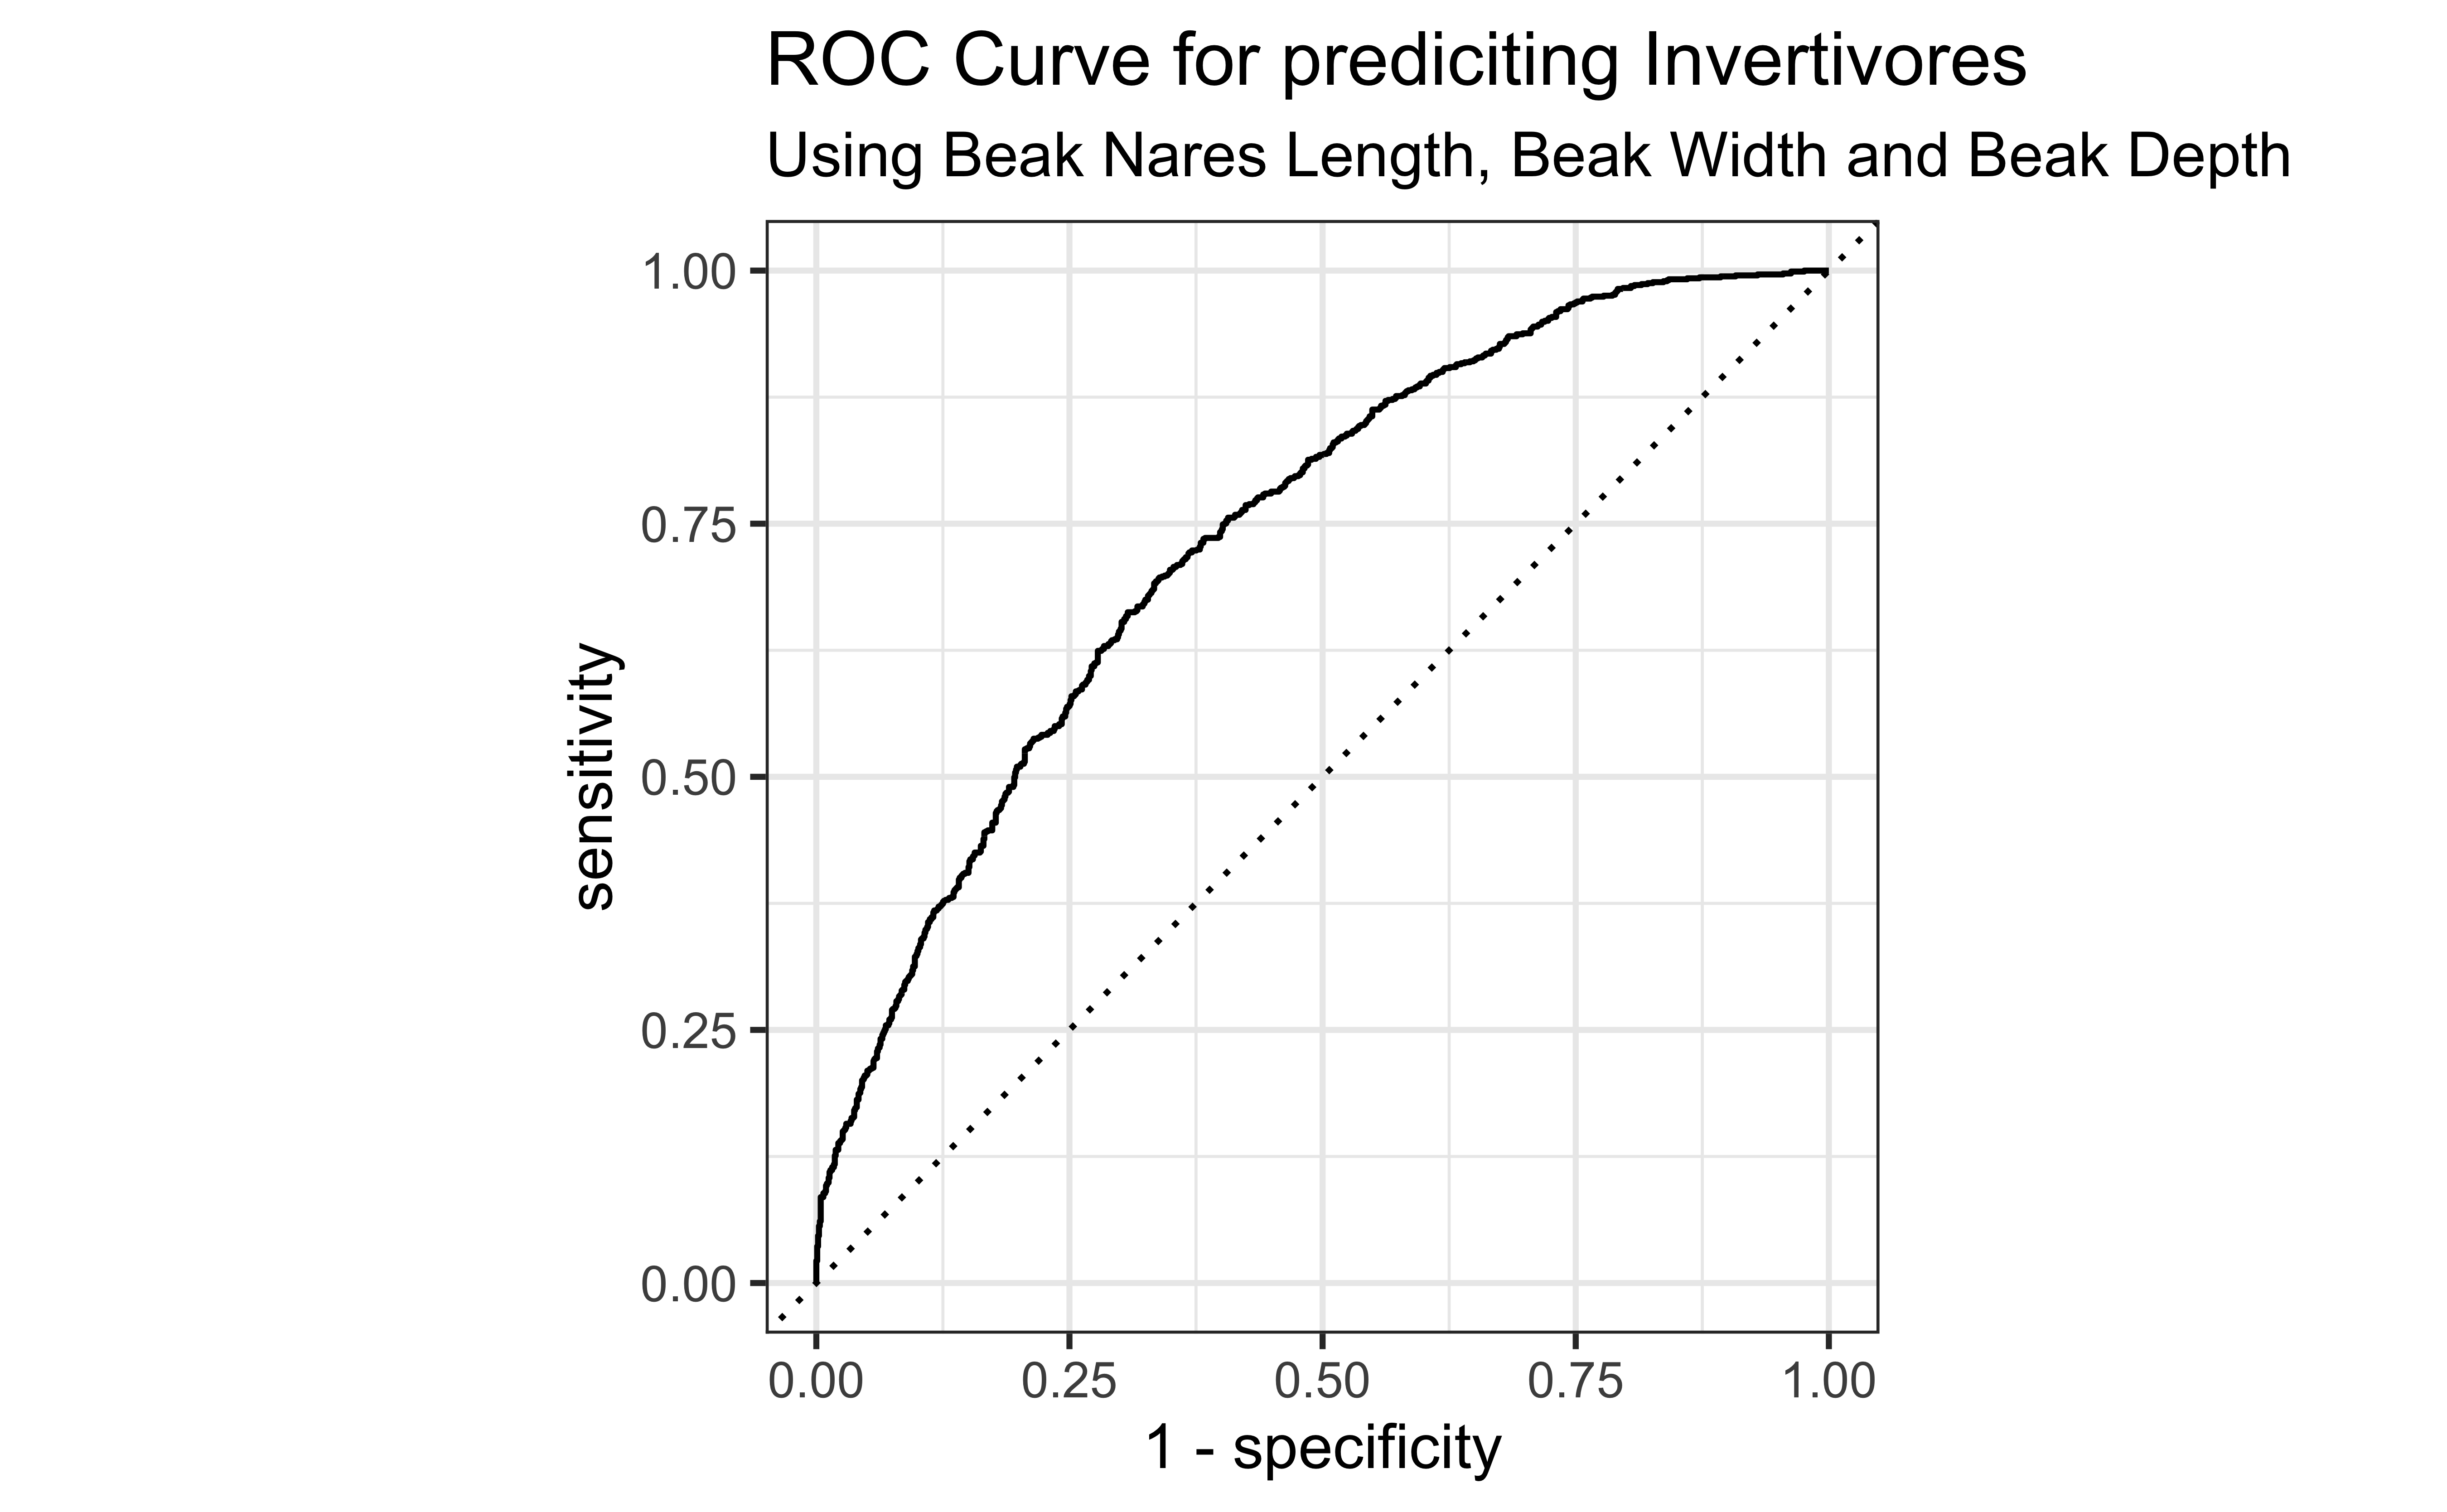 ROC Curve for prediciting Invertivores
Using Beak Nares Length, Beak Width and Beak Depth
1.00
0.75
0.50
0.25
0.00
sensitivity
0.00 0.25 0.50 0.75 1.00
1 - specificity